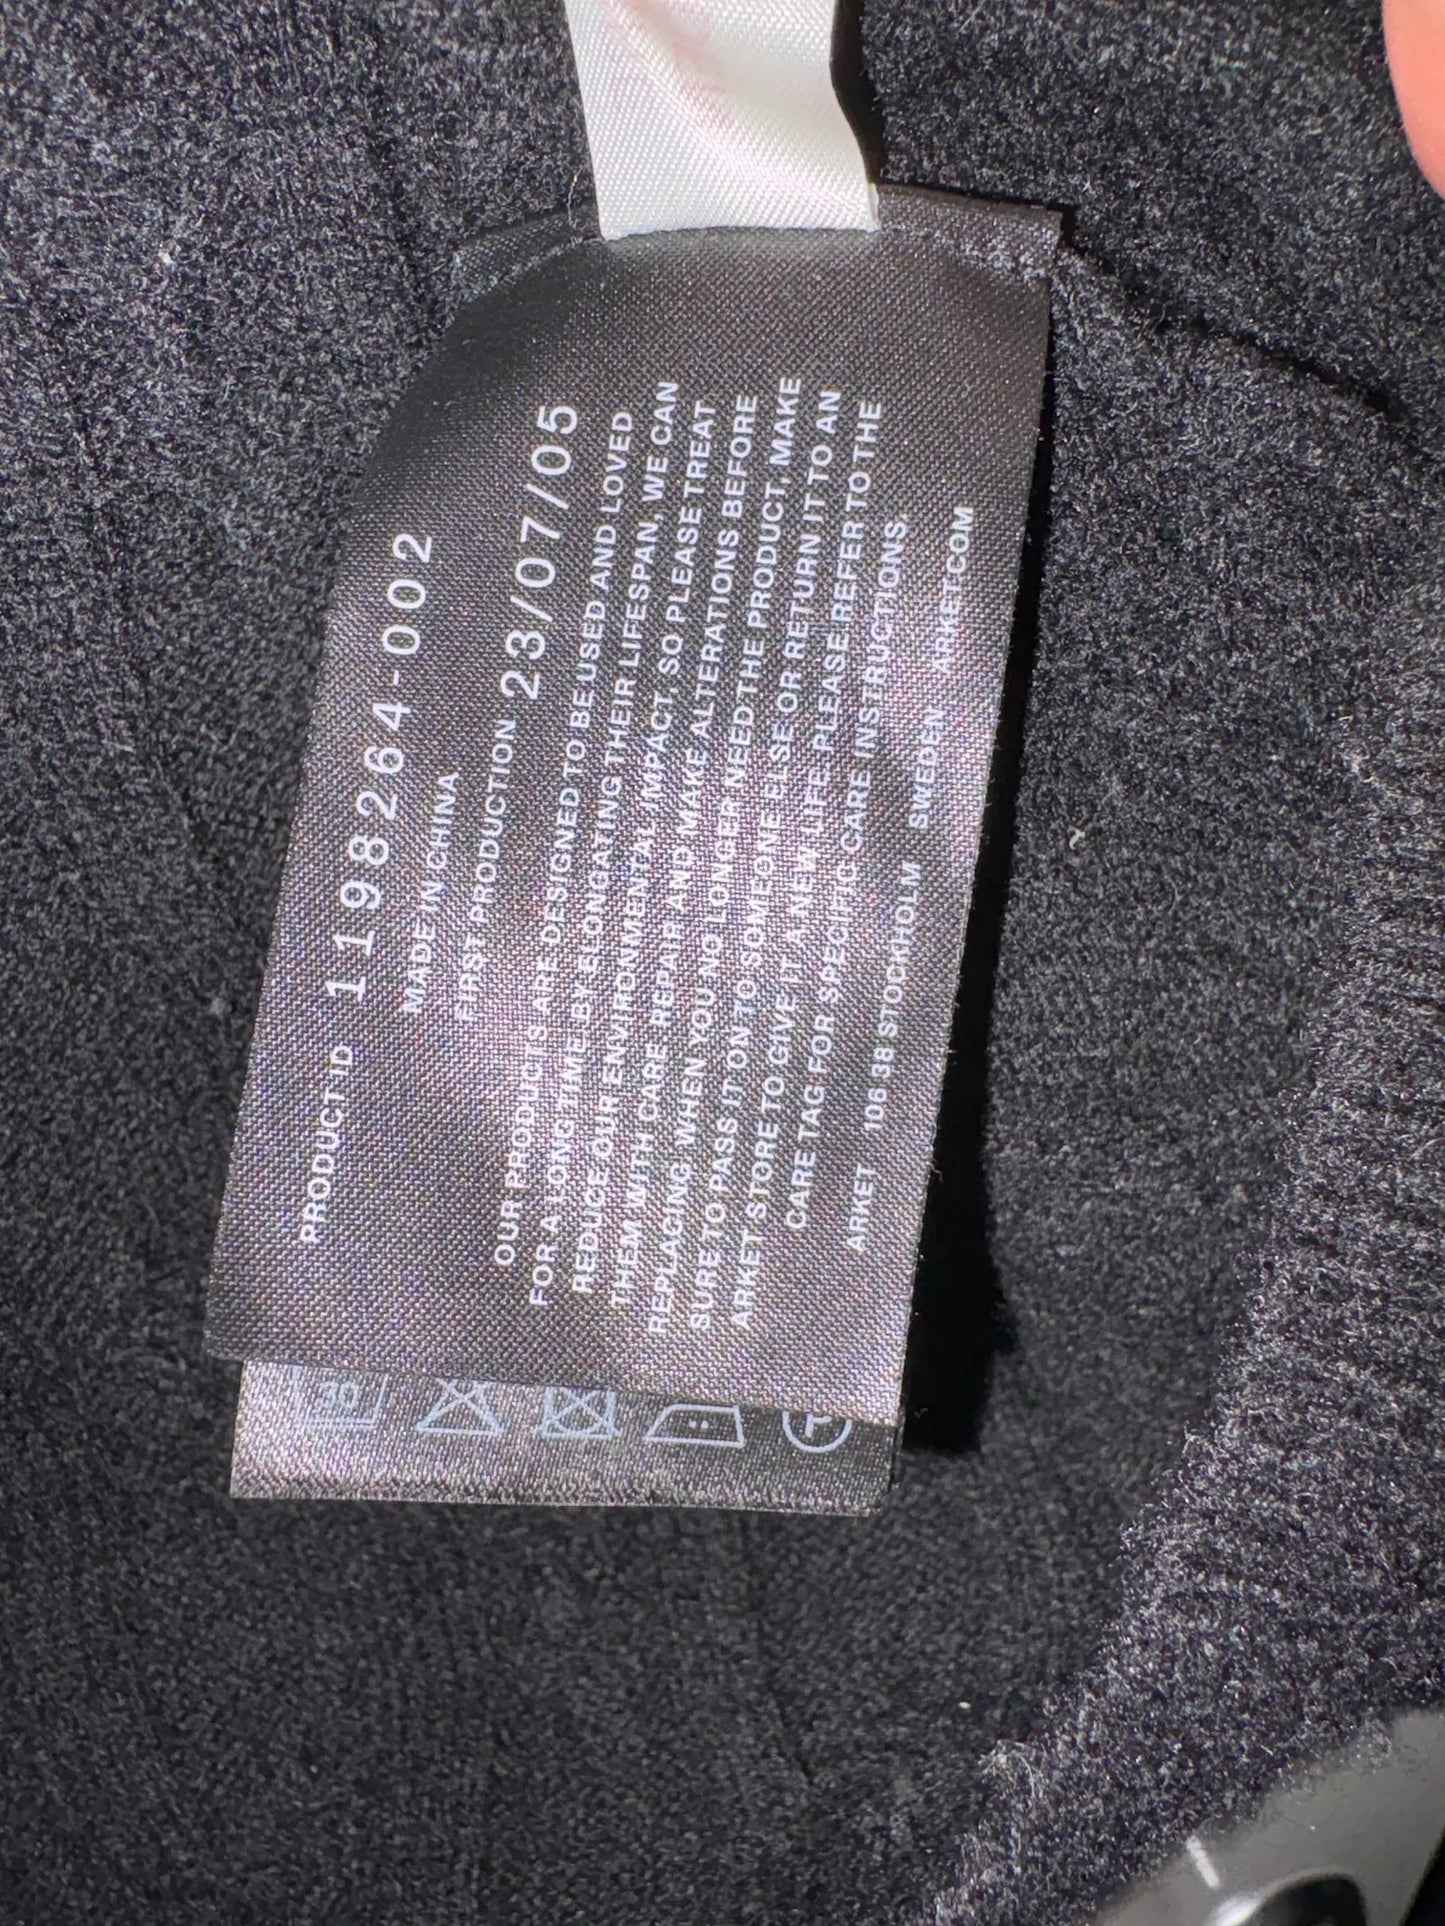 PRODUCT ID 1198264-002
MADE IN CHINA
FIRST PRODUCTION 23/07/05
OUR PRODUCTS ARE DESIGNED TO BE USED AND LOVED
FOR A LONG TIME. BY ELONGATING THEIR LIFESPAN, WE CAN
REDUCE OUR ENVIRONMENTAL IMPACT, SO PLEASE TREAT
THEM WITH CARE. REPAIR AND MAKE ALTERATIONS BEFORE
REPLACING. WHEN YOU NO LONGER NEED THE PRODUCT, MAKE
SURE TO PASS IT ON TO SOMEONE ELSE OR RETURN IT TO AN
ARKET STORE TO GIVE IT A NEW LIFE. PLEASE REFER TO THE
CARE TAG FOR SPECIFIC CARE INSTRUCTIONS.
ARKET 106 38 STOCKHOLM SWEDEN ARKET.COM
30